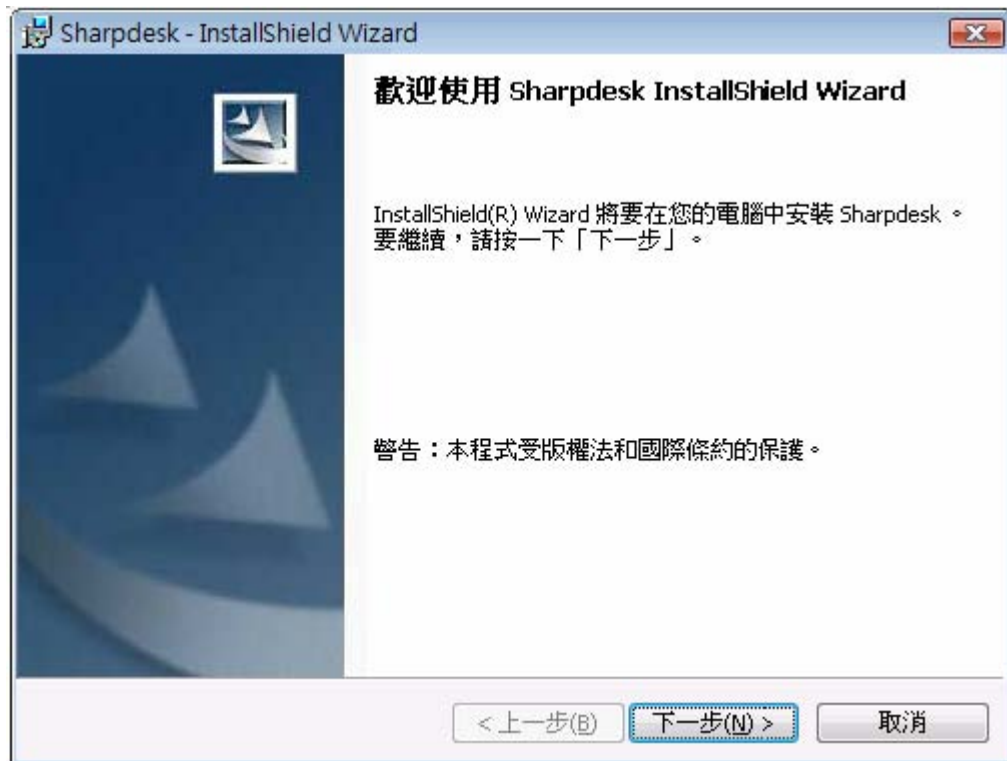 Sharpdesk - InstallShield Wizard
歡迎使用 Sharpdesk InstallShield Wizard
InstallShield(R) Wizard 將要在您的電腦中安裝 Sharpdesk。
要繼續，請按一下「下一步」。
警告：本程式受版權法和國際條約的保護。
<上一步(B)
下一步(N) >
取消